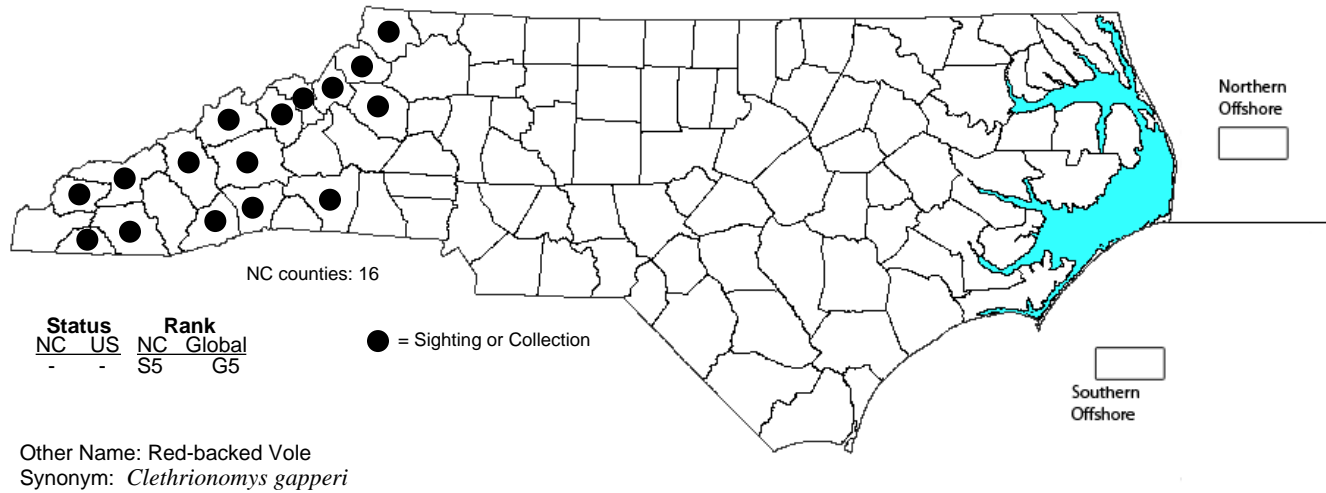 Northern
Offshore
NC counties: 16
Status Rank
NC US NC Global
- - S5 G5
= Sighting or Collection
Southern
Offshore
Other Name: Red-backed Vole
Synonym: Clethrionomys gapperi